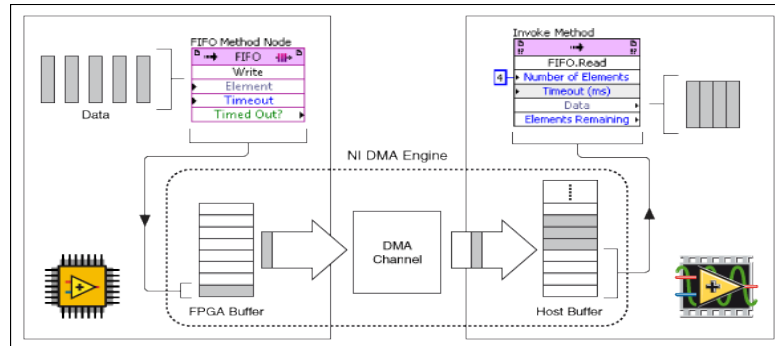 FIFO Method Node
FIFO
Write
Element
Timeout
Timed Out?
Data
Invoke Method
FIFO.Read
4
Number of Elements
Timeout (ms)
Data
Elements Remaining
NI DMA Engine
DMA
Channel
FPGA Buffer
Host Buffer